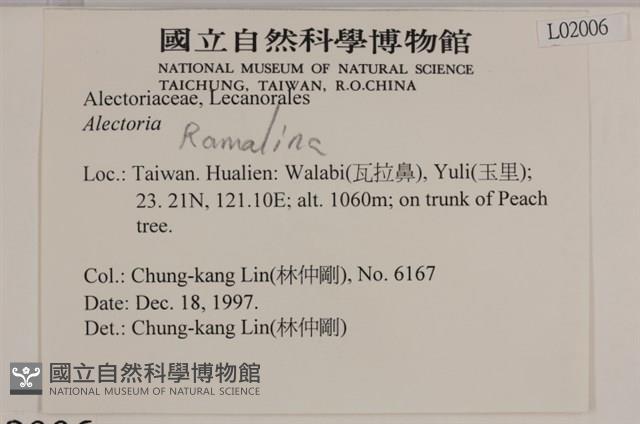 國立自然科學博物館
L02006
NATIONAL MUSEUM OF NATURAL SCIENCE
TAICHUNG, TAIWAN, R.O.CHINA
Alectoriaceae, Lecanorales
Alectoria
Ramalina
Loc.: Taiwan. Hualien: Walabi(瓦拉鼻), Yuli(玉里);
23. 21N, 121.10E; alt. 1060m; on trunk of Peach
tree.
Col.: Chung-kang Lin(林仲剛), No. 6167
Date: Dec. 18, 1997.
Det.: Chung-kang Lin(林仲剛)
國立自然科學博物館
NATIONAL MUSEUM OF NATURAL SCIENCE